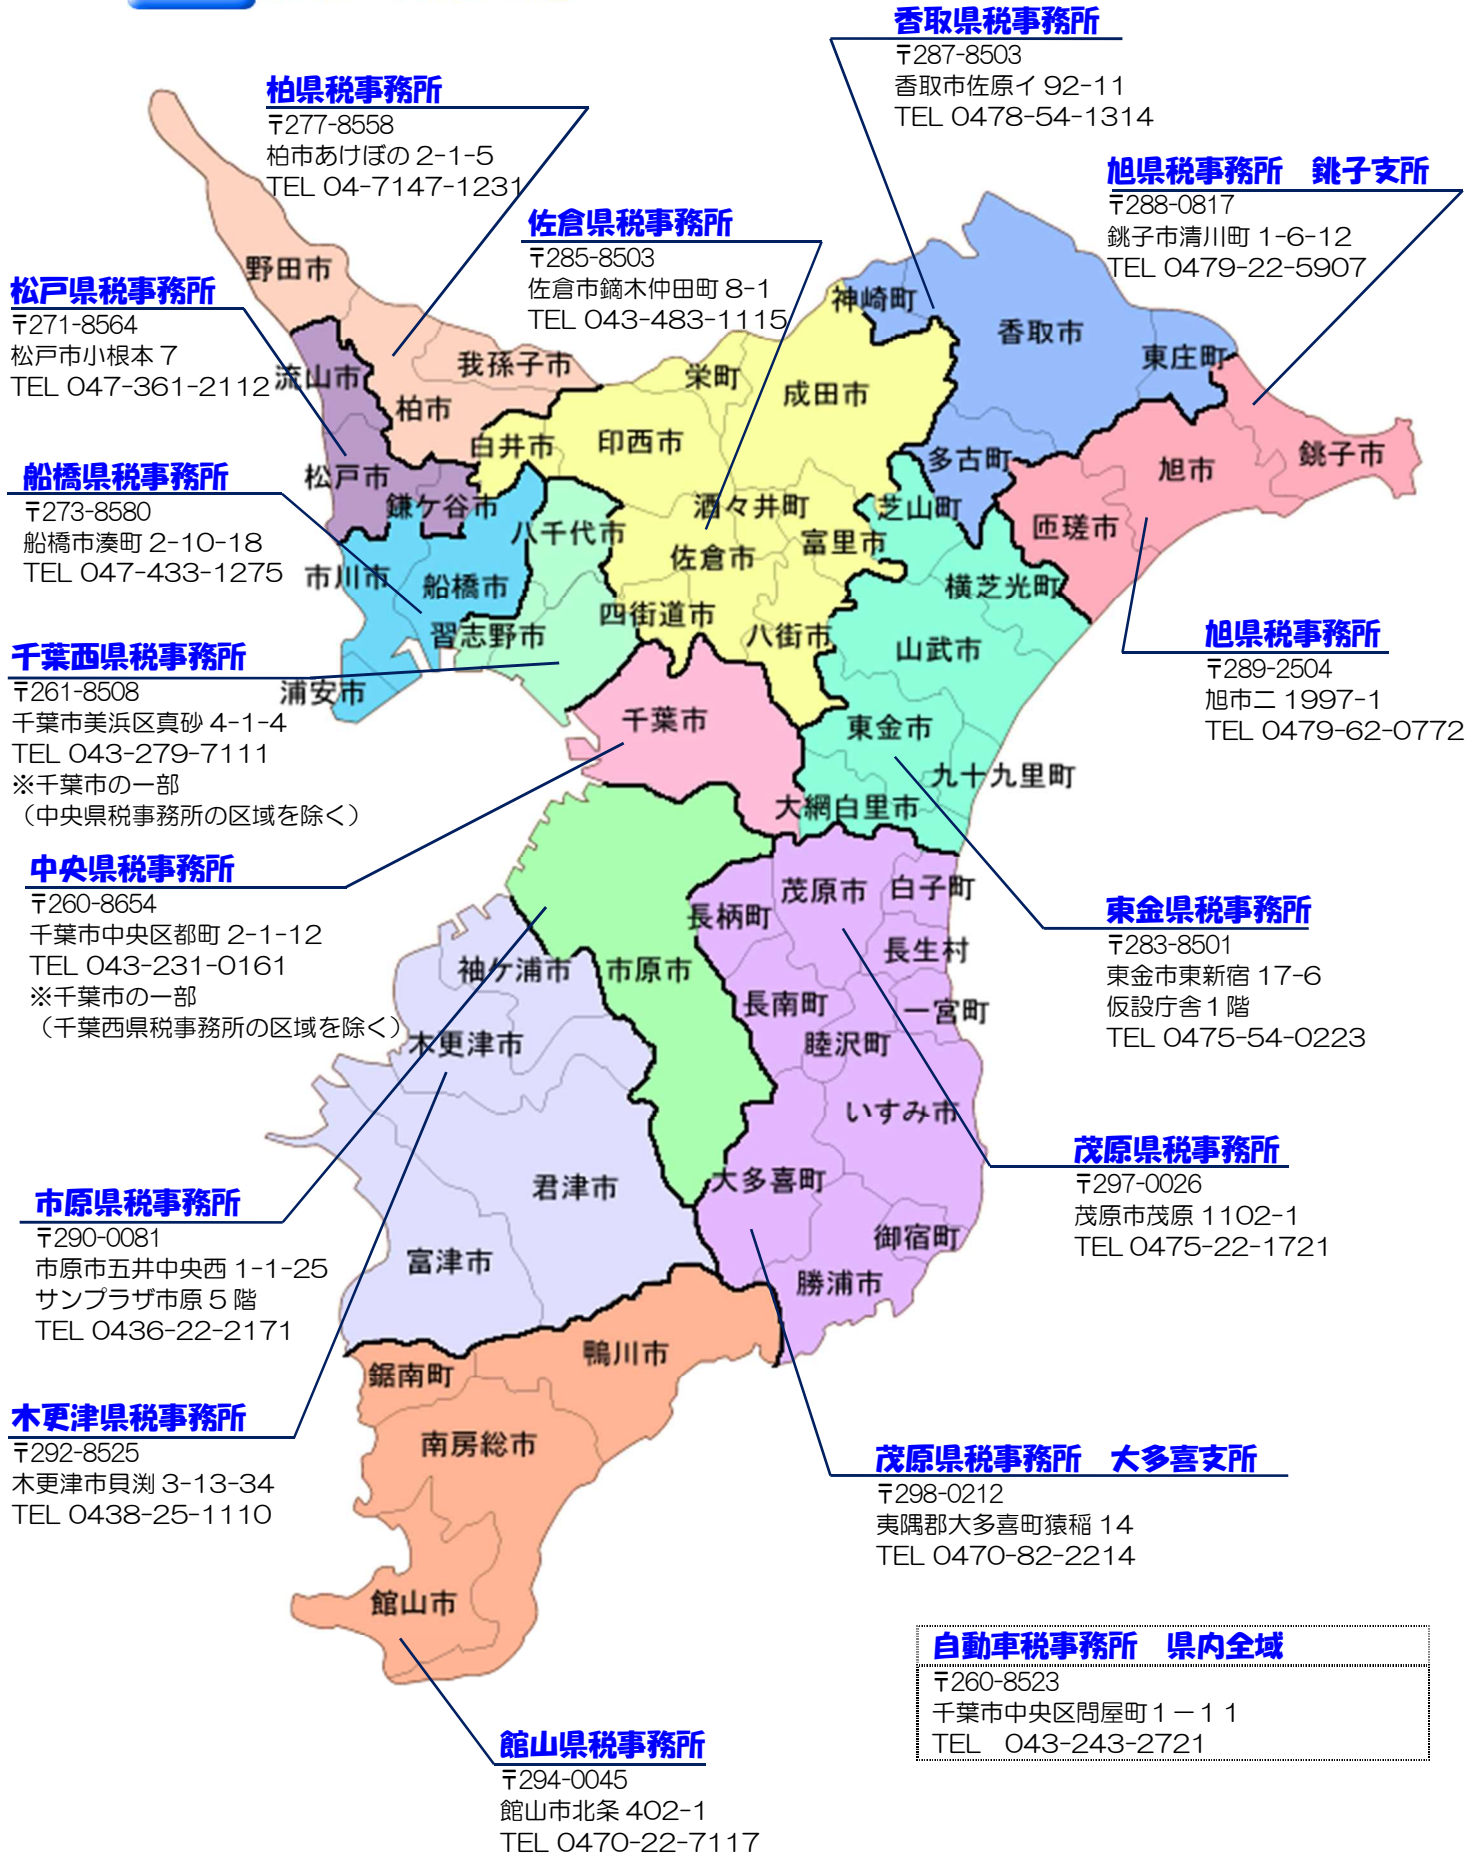 香取県税事務所
〒287-8503
香取市佐原イ 92-11
TEL 0478-54-1314
柏県税事務所
〒277-8558
柏市あけぼの 2-1-5
TEL 04-7147-1231
旭県税事務所　銚子支所
〒288-0817
銚子市清川町 1-6-12
TEL 0479-22-5907
佐倉県税事務所
〒285-8503
佐倉市鏑木仲田町 8-1
TEL 043-483-1115
松戸県税事務所
〒271-8564
松戸市小根本 7
TEL 047-361-2112
船橋県税事務所
〒273-8580
船橋市湊町 2-10-18
TEL 047-433-1275
千葉西県税事務所
〒261-8508
千葉市美浜区真砂 4-1-4
TEL 043-279-7111
※千葉市の一部
（中央県税事務所の区域を除く）
旭県税事務所
〒289-2504
旭市ニ 1997-1
TEL 0479-62-0772
中央県税事務所
〒260-8654
千葉市中央区都町 2-1-12
TEL 043-231-0161
※千葉市の一部
（千葉西県税事務所の区域を除く）
東金県税事務所
〒283-8501
東金市東新宿 17-6
仮設庁舎１階
TEL 0475-54-0223
茂原県税事務所
〒297-0026
茂原市茂原 1102-1
TEL 0475-22-1721
市原県税事務所
〒290-0081
市原市五井中央西 1-1-25
サンプラザ市原 5 階
TEL 0436-22-2171
木更津県税事務所
〒292-8525
木更津市貝渕 3-13-34
TEL 0438-25-1110
茂原県税事務所　大多喜支所
〒298-0212
夷隅郡大多喜町猿稲 14
TEL 0470-82-2214
自動車税事務所　県内全域
〒260-8523
千葉市中央区問屋町１－１１
TEL　043-243-2721
館山県税事務所
〒294-0045
館山市北条 402-1
TEL 0470-22-7117
野田市
神崎町
香取市
東庄町
我孫子市
流山市
柏市
栄町
成田市
白井市
印西市
多古町
旭市
銚子市
松戸市
鎌ケ谷市
酒々井町
芝山町
匝瑳市
八千代市
富里市
佐倉市
市川市
船橋市
横芝光町
四街道市
習志野市
八街市
山武市
浦安市
千葉市
東金市
九十九里町
大網白里市
茂原市
白子町
長柄町
長生村
袖ケ浦市
市原市
長南町
一宮町
木更津市
睦沢町
いすみ市
大多喜町
君津市
御宿町
富津市
勝浦市
鴨川市
鋸南町
南房総市
館山市